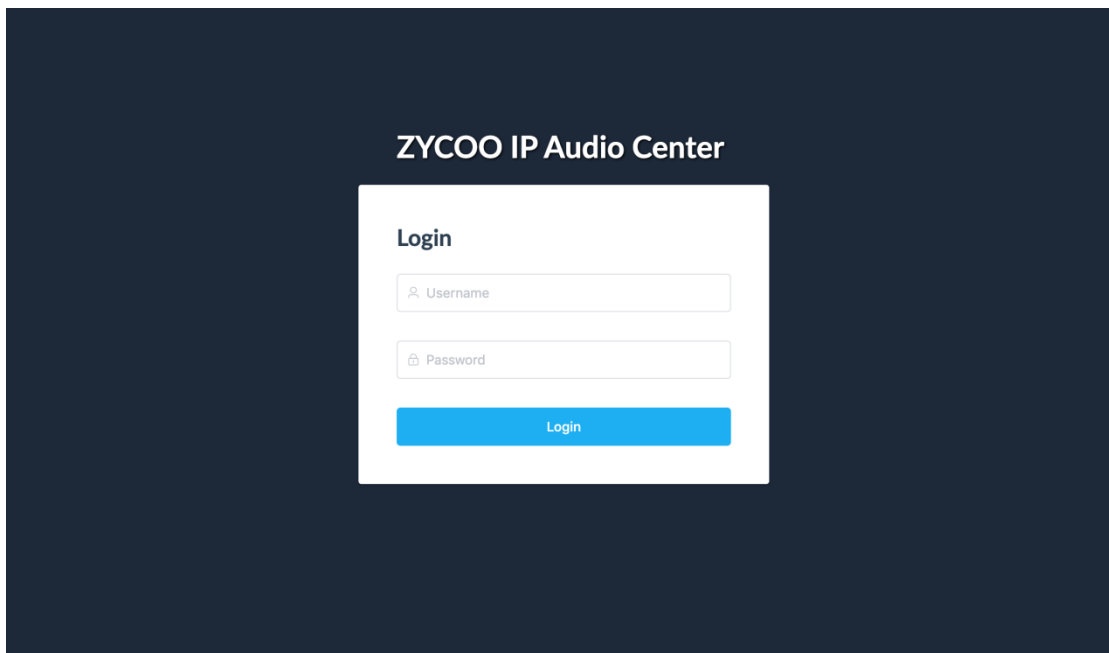 ZYCOO IP Audio Center
Login
Username
Password
Login